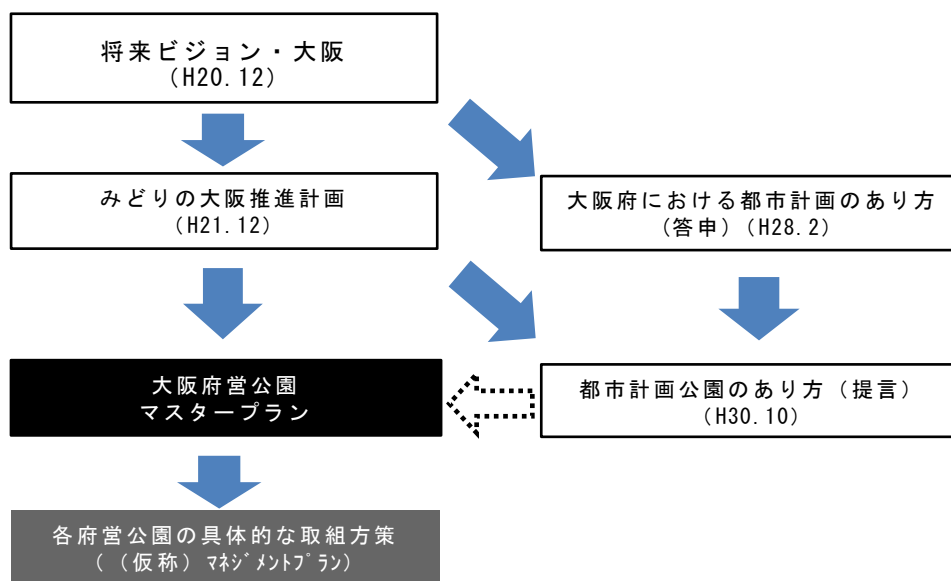 将来ビジョン・大阪
（H20.12）
みどりの大阪推進計画
（H21.12）
大阪府における都市計画のあり方
（答申）（H28.2）
大阪府営公園
マスタープラン
都市計画公園のあり方（提言）
（H30.10）
各府営公園の具体的な取組方策
（（仮称）ﾏﾈｼﾞﾒﾝﾄﾌﾟﾗﾝ）